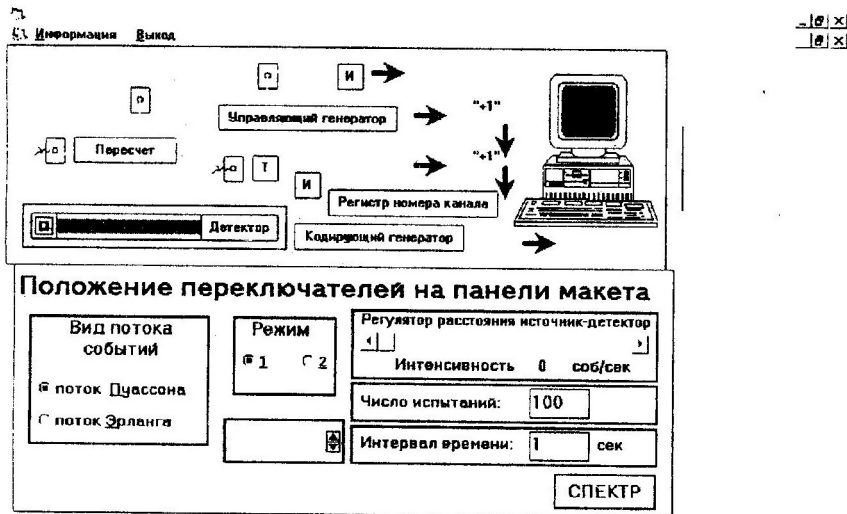 Информация Выход
И
Управляющий генератор
"+1"
Пересчет
"+1"
Т
И
Регистр номера канала
Детектор
Кодирующий генератор
Положение переключателей на панели макета
Вид потока событий
поток Пуассона
поток Эрланга
Режим
1 2
Регулятор расстояния источник-детектор
Интенсивность 0 соб/сек
Число испытаний: 100
Интервал времени: 1 сек
СПЕКТР